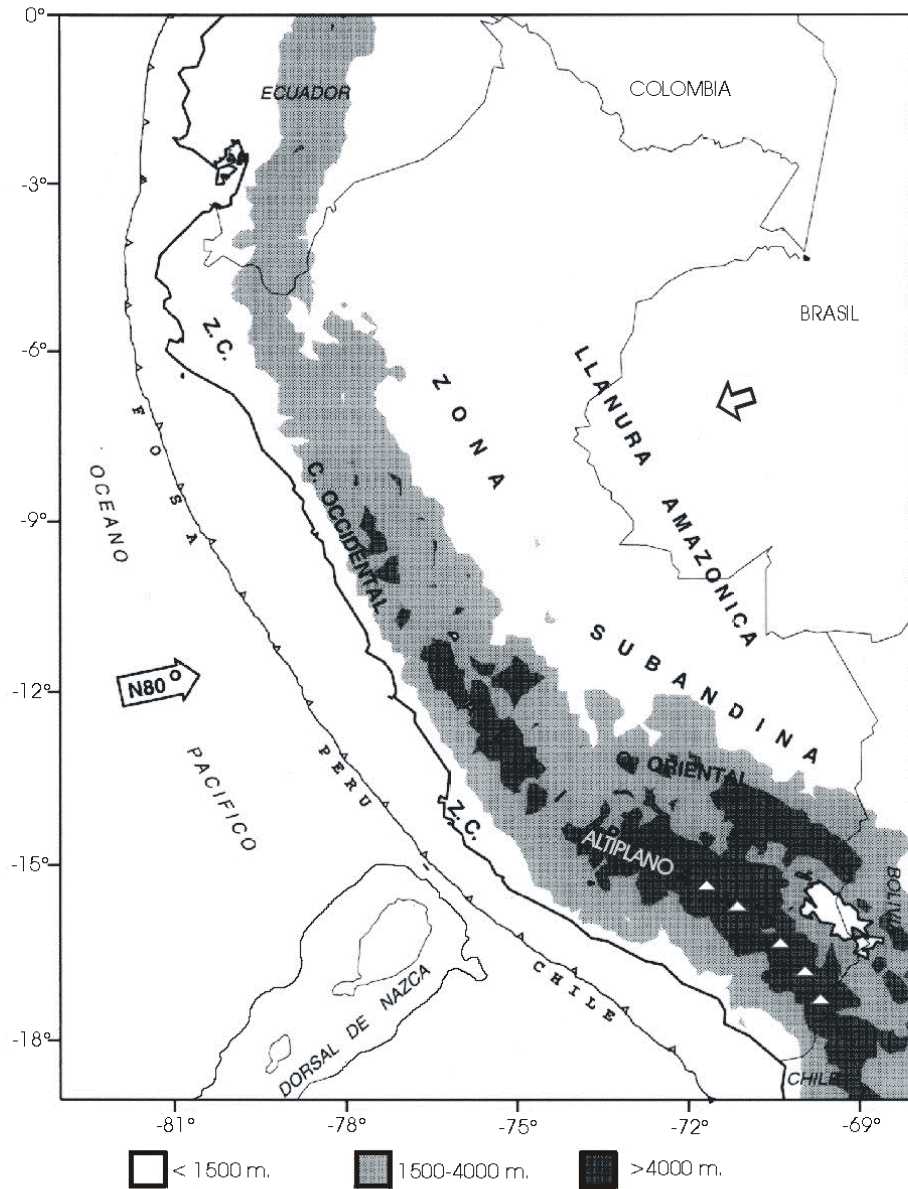 0°
-3°
-6°
-9°
-12°
-15°
-18°
ECUADOR
COLOMBIA
BRASIL
Z.C.
ZONA
LLANURA AMAZONICA
FOSA
OCEANO
C. OCCIDENTAL
SUBANDINA
N80°
PERU
PACIFICO
C. ORIENTAL
Z.C.
ALTIPLANO
CHILE
DORSAL DE NAZCA
CHILE
-81°
-78°
-75°
-72°
-69°
< 1500 m.
1500-4000 m.
>4000 m.